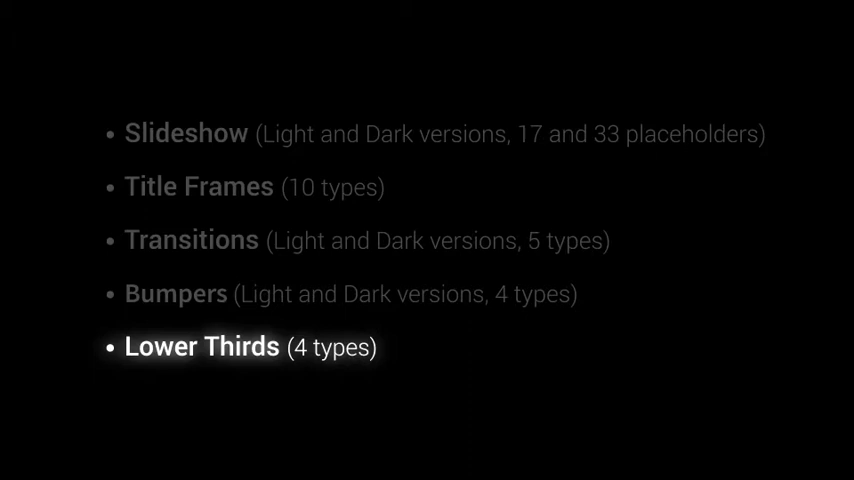 • Slideshow (Light and Dark versions, 17 and 33 placeholders)
• Title Frames (10 types)
• Transitions (Light and Dark versions, 5 types)
• Bumpers (Light and Dark versions, 4 types)
• Lower Thirds (4 types)